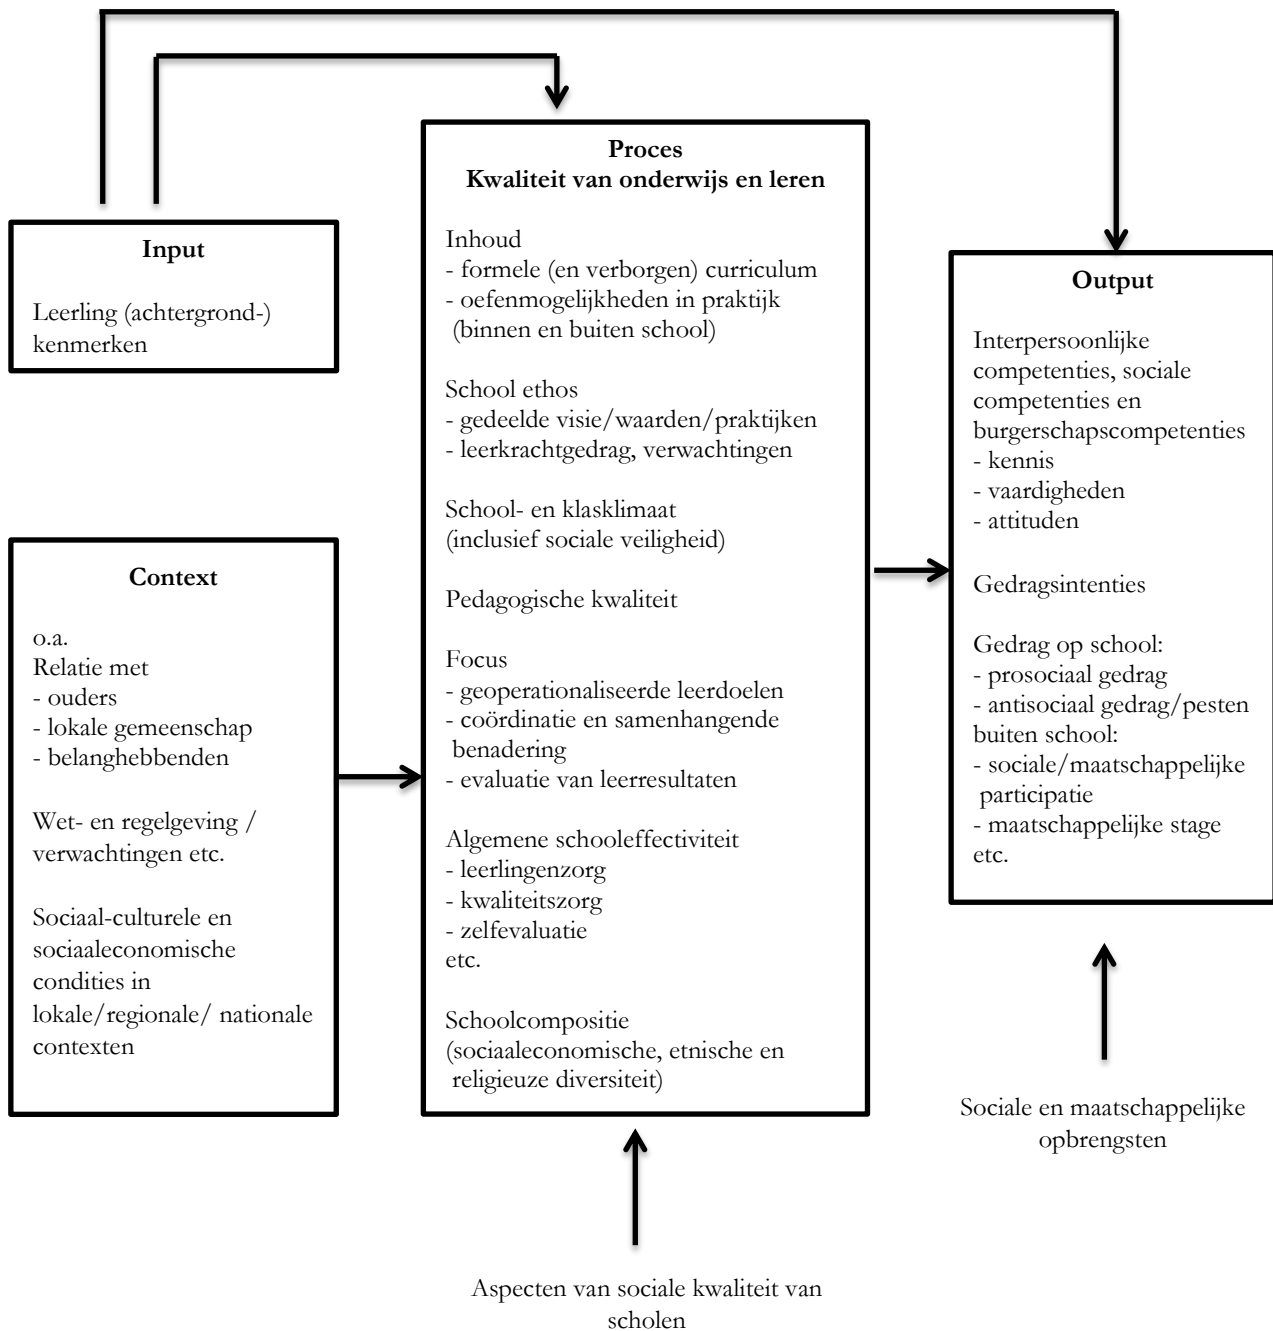 Input
Leerling (achtergrond-)
kenmerken
Context
o.a.
Relatie met
- ouders
- lokale gemeenschap
- belanghebbenden
Wet- en regelgeving /
verwachtingen etc.
Sociaal-culturele en
sociaaleconomische
condities in
lokale/regionale/ nationale
contexten
Proces
Kwaliteit van onderwijs en leren
Inhoud
- formele (en verborgen) curriculum
- oefenmogelijkheden in praktijk
(binnen en buiten school)
School ethos
- gedeelde visie/waarden/praktijken
- leerkrachtgedrag, verwachtingen
School- en klasklimaat
(inclusief sociale veiligheid)
Pedagogische kwaliteit
Focus
- geoperationaliseerde leerdoelen
- coördinatie en samenhangende
benadering
- evaluatie van leerresultaten
Algemene schooleffectiviteit
- leerlingenzorg
- kwaliteitszorg
- zelfevaluatie
etc.
Schoolcompositie
(sociaaleconomische, etnische en
religieuze diversiteit)
Output
Interpersoonlijke
competenties, sociale
competenties en
burgerschapscompetenties
- kennis
- vaardigheden
- attituden
Gedragsintenties
Gedrag op school:
- prosociaal gedrag
- antisociaal gedrag/pesten
buiten school:
- sociale/maatschappelijke
participatie
- maatschappelijke stage
etc.
Sociale en maatschappelijke
opbrengsten
Aspecten van sociale kwaliteit van
scholen